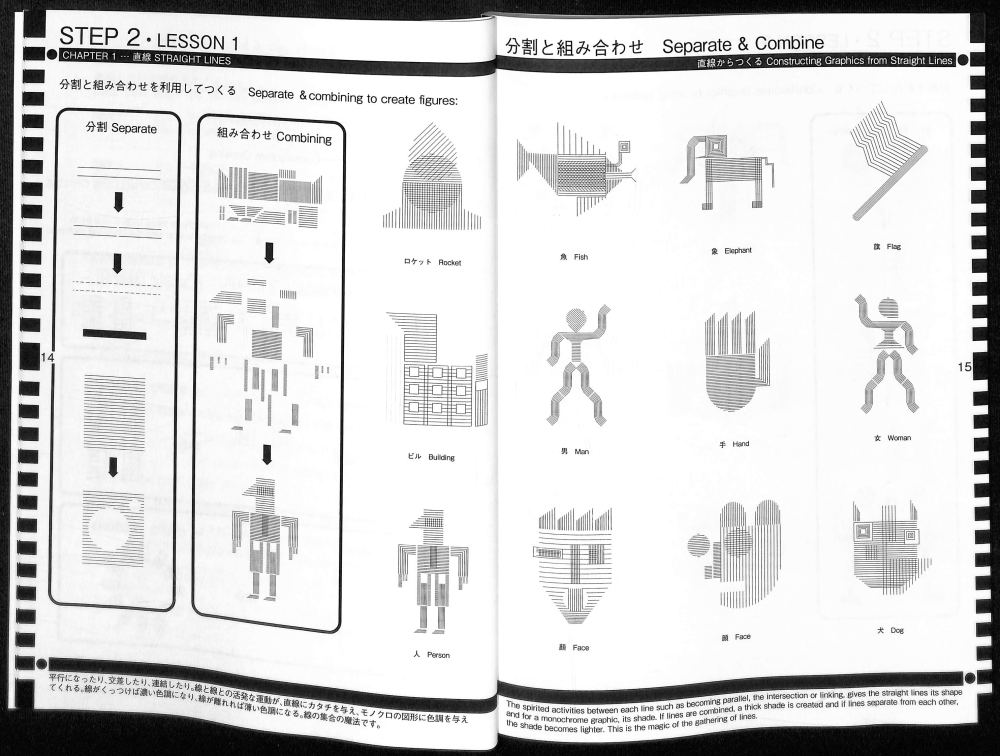 STEP 2・LESSON 1
CHAPTER 1 … 直線 STRAIGHT LINES
分割と組み合わせを利用してつくる Separate & combining to create figures:
分割 Separate
組み合わせ Combining
ロケット Rocket
ビル Building
人 Person
14
平行になったり、交差したり、連結したり。線と線との活発な運動が、直線にカタチを与え、モノクロの図形に色調を与え
てくれる。線がくっつけば濃い色調になり、線が離れれば薄い色調になる。線の集合の魔法です。
分割と組み合わせ Separate & Combine
直線からつくる Constructing Graphics from Straight Lines
魚 Fish
象 Elephant
旗 Flag
男 Man
手 Hand
女 Woman
顔 Face
顔 Face
犬 Dog
15
The spirited activities between each line such as becoming parallel, the intersection or linking, gives the straight lines its shape
and for a monochrome graphic, its shade. If lines are combined, a thick shade is created and if lines separate from each other,
the shade becomes lighter. This is the magic of the gathering of lines.